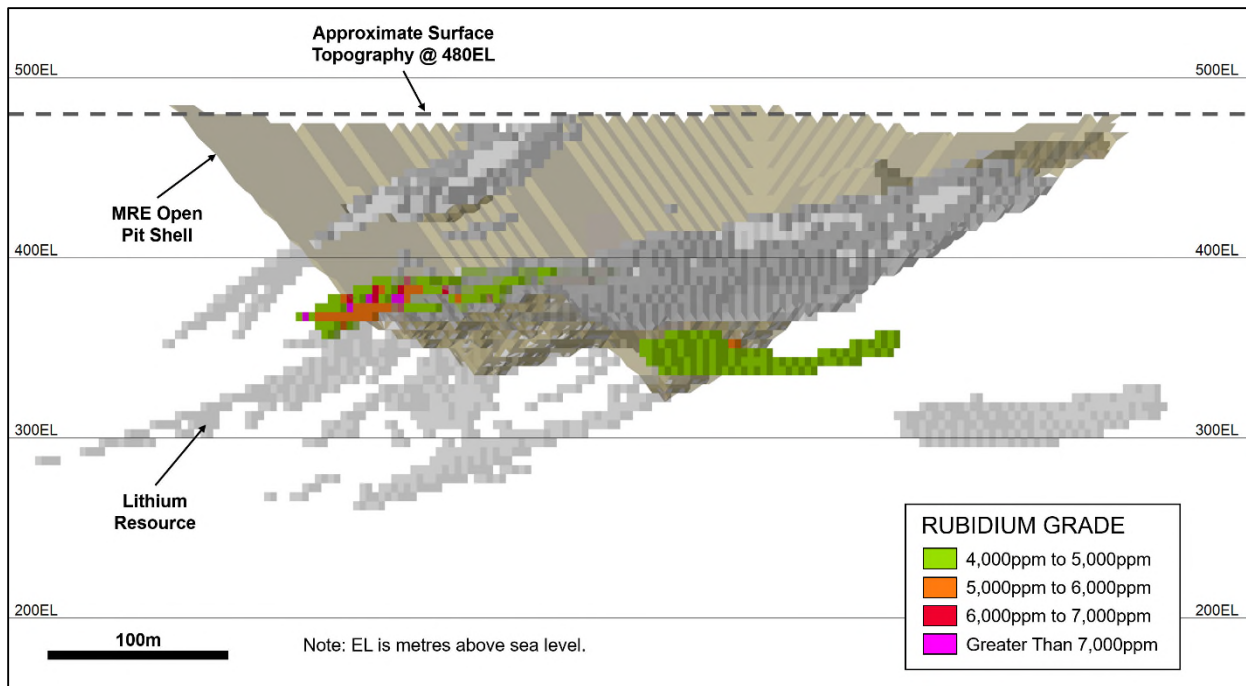 Approximate Surface
Topography @ 480EL
500EL
500EL
MRE Open
Pit Shell
400EL
400EL
300EL
300EL
Lithium
Resource
RUBIDIUM GRADE
4,000ppm to 5,000ppm
5,000ppm to 6,000ppm
6,000ppm to 7,000ppm
Greater Than 7,000ppm
200EL
200EL
100m
Note: EL is metres above sea level.